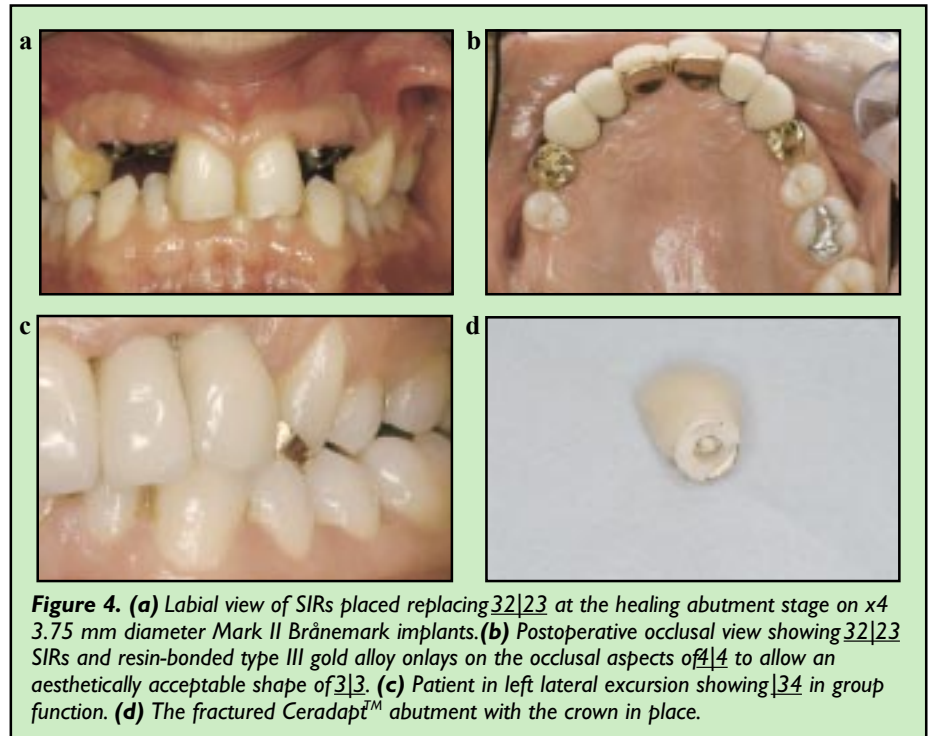 a
b
c
d
Figure 4. (a) Labial view of SIRs placed replacing 32|23 at the healing abutment stage on x4
3.75 mm diameter Mark II Brånemark implants.(b) Postoperative occlusal view showing 32|23
SIRs and resin-bonded type III gold alloy onlays on the occlusal aspects of4|4 to allow an
aesthetically acceptable shape of 3|3. (c) Patient in left lateral excursion showing |34 in group
function. (d) The fractured Ceradapt™ abutment with the crown in place.